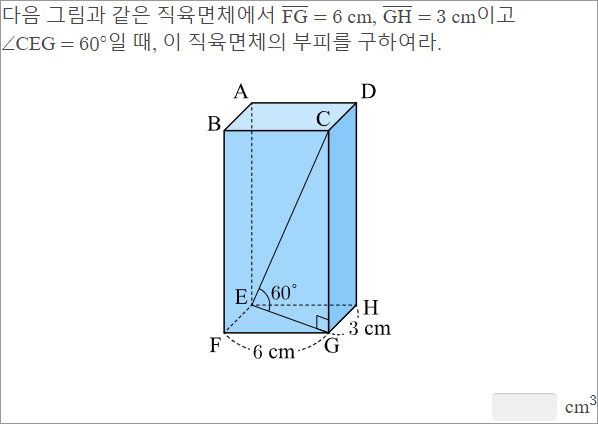 다음 그림과 같은 직육면체에서 F̅G̅ = 6 cm, G̅H̅ = 3 cm이고
∠CEG = 60°일 때, 이 직육면체의 부피를 구하여라.
A
D
B
C
E
60°
H
3 cm
F
6 cm
G
cm³